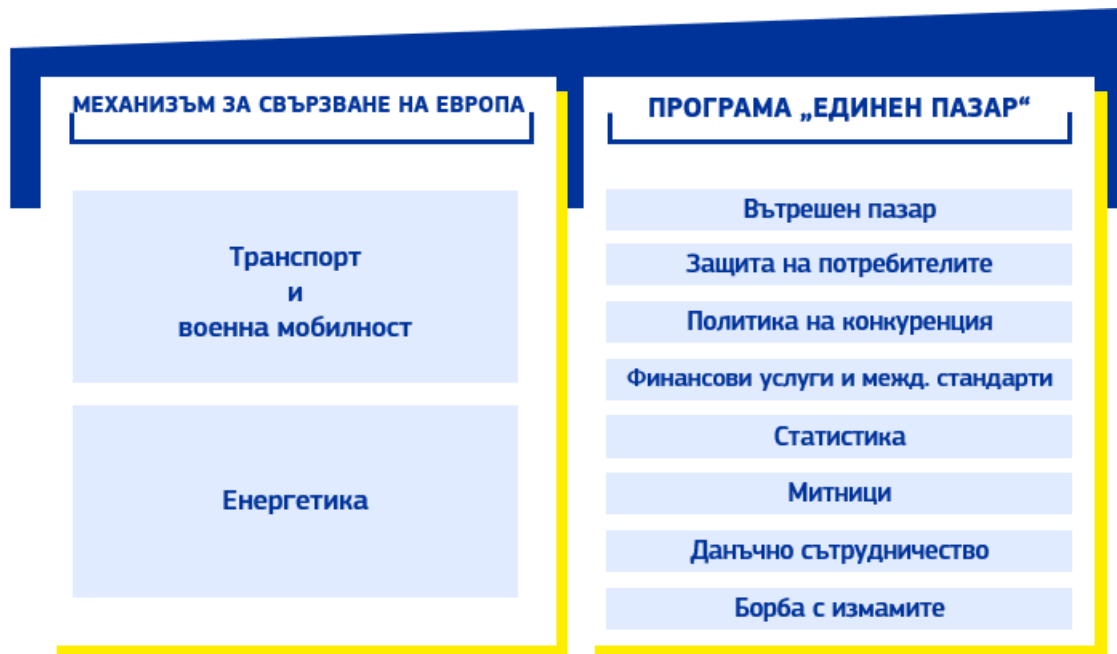 МЕХАНИЗЪМ ЗА СВЪРЗВАНЕ НА ЕВРОПА
Транспорт
и
военна мобилност
Енергетика
ПРОГРАМА „ЕДИНЕН ПАЗАР“
Вътрешен пазар
Защита на потребителите
Политика на конкуренция
Финансови услуги и межд. стандарти
Статистика
Митници
Данъчно сътрудничество
Борба с измамите